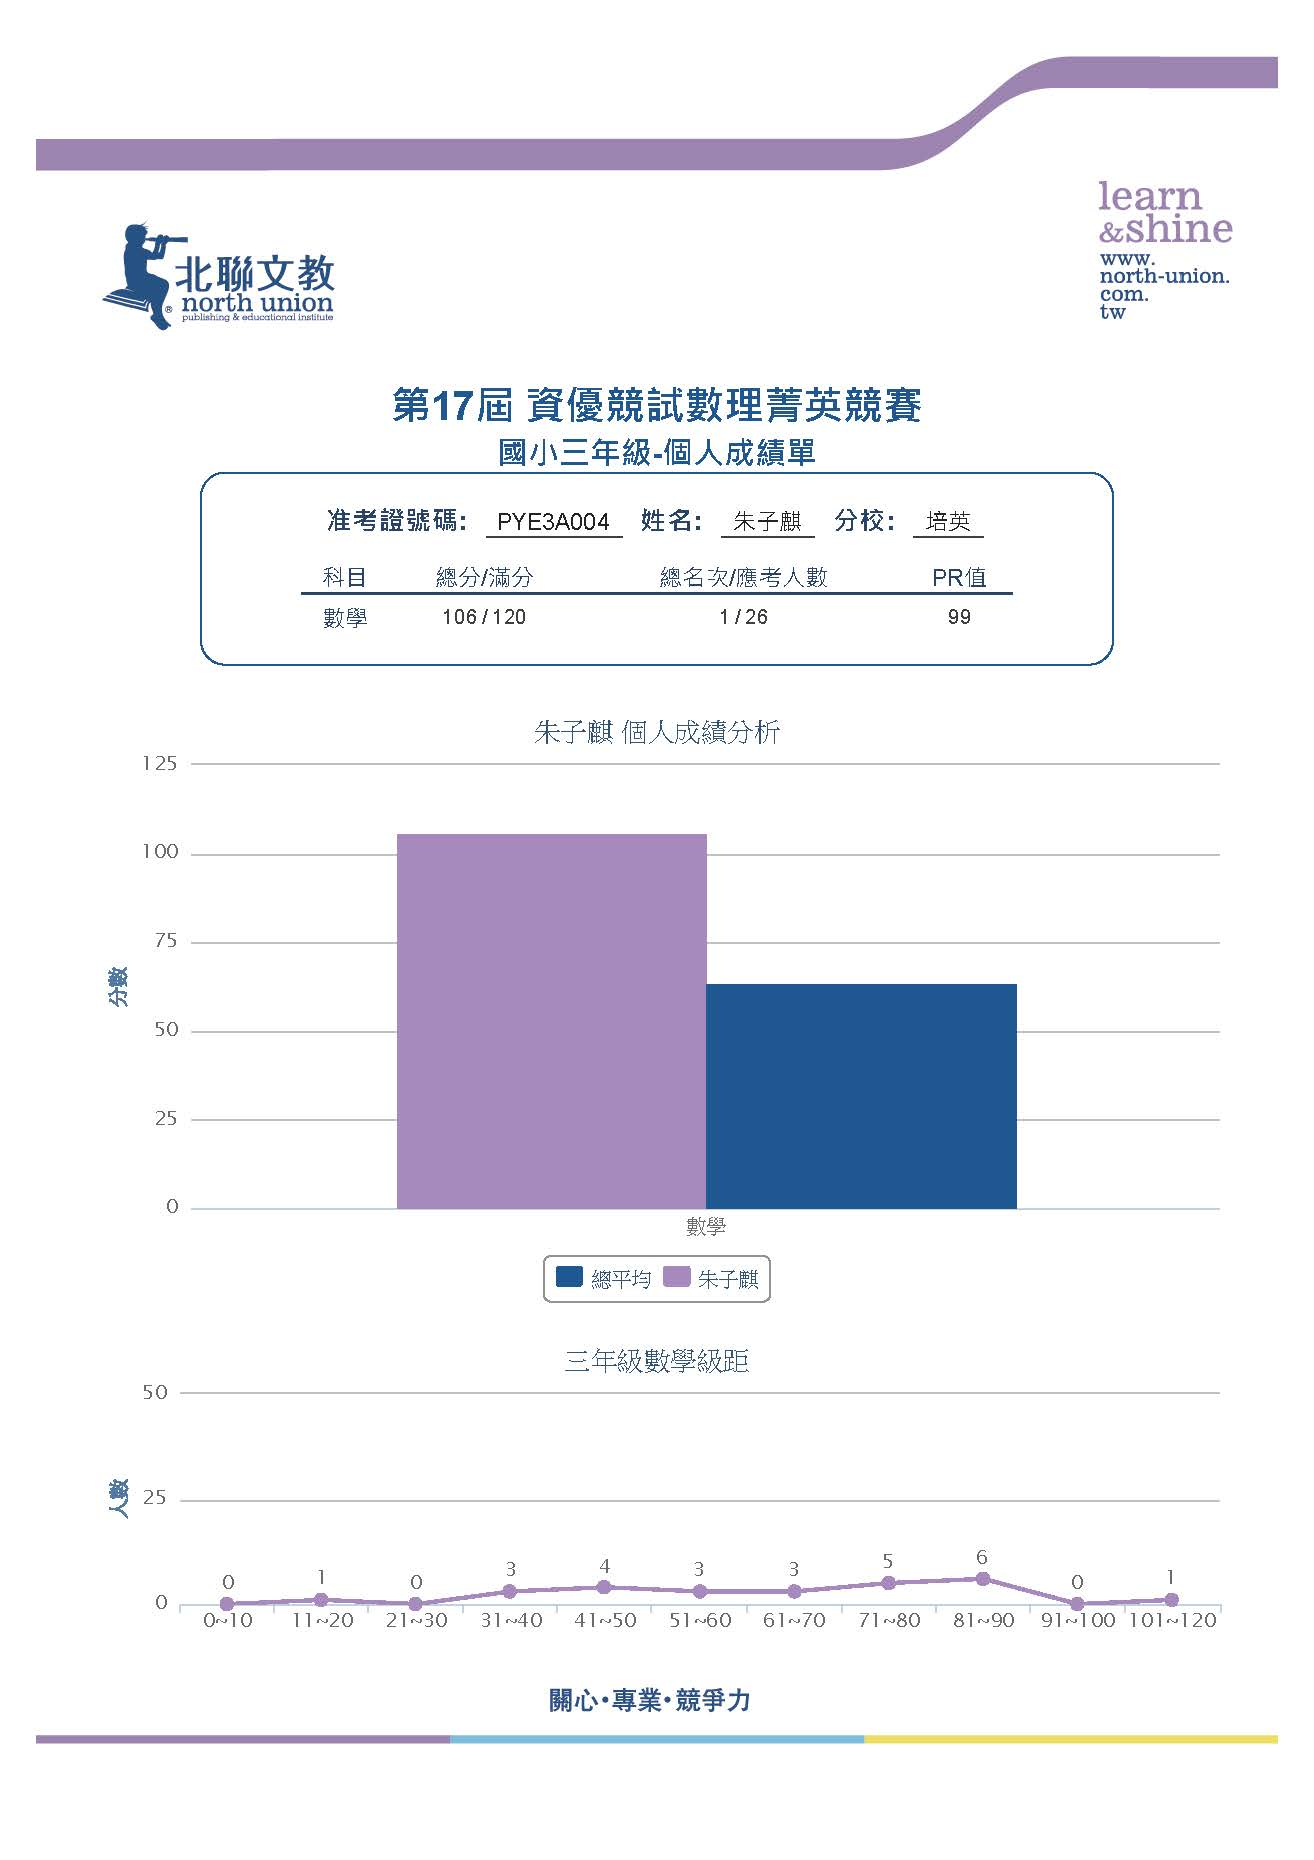 learn
&shine
www.
north-union.
com.
tw
北聯文教
north union
®
publishing & educational institute
第17屆 資優競試數理菁英競賽
國小三年級-個人成績單
准考證號碼: PYE3A004 姓名: 朱子麒 分校: 培英
科目 總分/滿分 總名次/應考人數 PR值
數學 106 / 120 1 / 26 99
朱子麒 個人成績分析
125
100
75
50
25
0
分數
數學
總平均 朱子麒
三年級數學級距
50
25
0
人數
0 1 0 3 4 3 3 5 6 0 1
0~10 11~20 21~30 31~40 41~50 51~60 61~70 71~80 81~90 91~100 101~120
關心•專業•競爭力